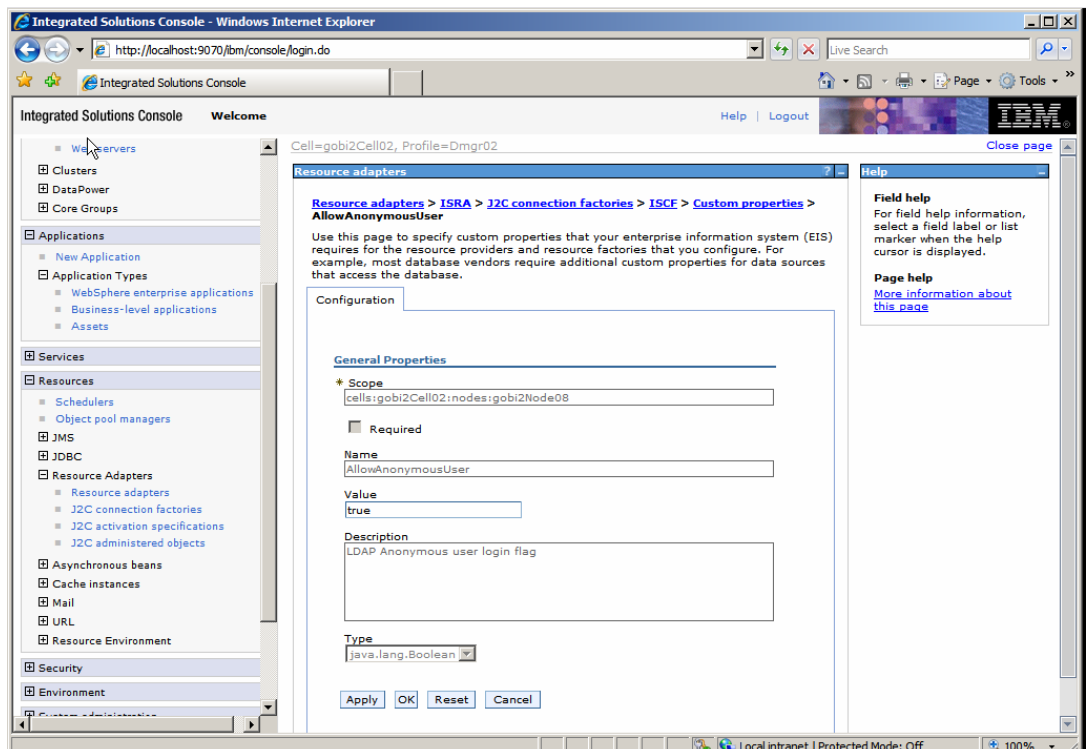 Integrated Solutions Console - Windows Internet Explorer
http://localhost:9070/ibm/console/login.do
Live Search
Integrated Solutions Console
Page
Tools
»
Integrated Solutions Console Welcome
Help | Logout
IBM
Cell=gobi2Cell02, Profile=Dmgr02
Close page
servers
Clusters
DataPower
Core Groups
Applications
New Application
Application Types
WebSphere enterprise applications
Business-level applications
Assets
Services
Resources
Schedulers
Object pool managers
JMS
JDBC
Resource Adapters
Resource adapters
J2C connection factories
J2C activation specifications
J2C administered objects
Asynchronous beans
Cache instances
Mail
URL
Resource Environment
Security
Environment
System administration
Resource adapters
? -
Resource adapters > ISRA > J2C connection factories > ISCF > Custom properties >
AllowAnonymousUser
Use this page to specify custom properties that your enterprise information system (EIS)
requires for the resource providers and resource factories that you configure. For
example, most database vendors require additional custom properties for data sources
that access the database.
Configuration
General Properties
* Scope
cells:gobi2Cell02:nodes:gobi2Node08
Required
Name
AllowAnonymousUser
Value
true
Description
LDAP Anonymous user login flag
Type
java.lang.Boolean
Apply OK Reset Cancel
Help
Field help
For field help information,
select a field label or list
marker when the help
cursor is displayed.
Page help
More information about
this page
Local intranet | Protected Mode: Off
100%